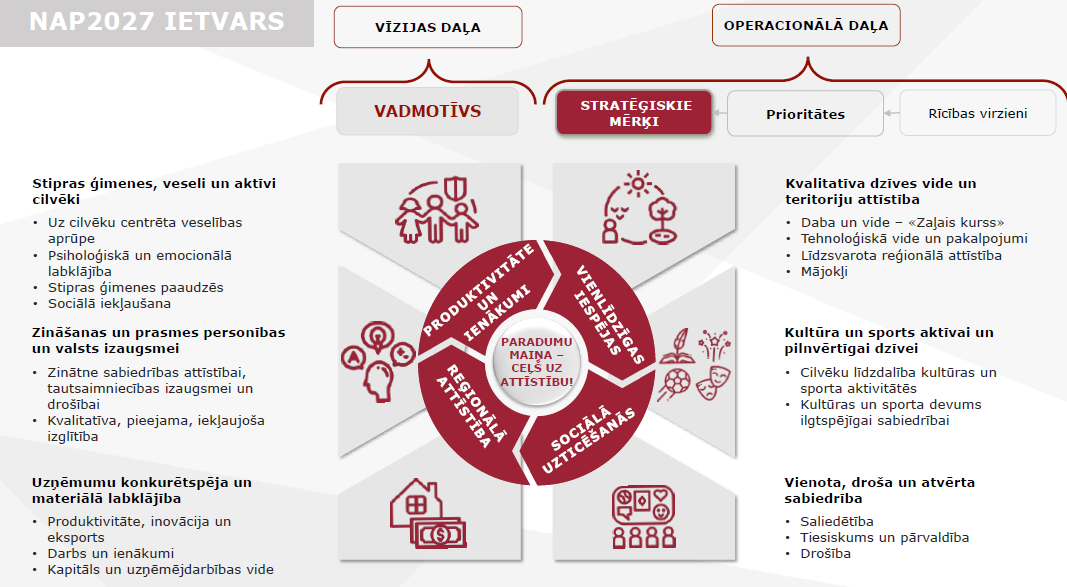 NAP2027 IETVARS
VĪZIJAS DAĻA
OPERACIONĀLĀ DAĻA
VADMOTĪVS
STRATĒĢISKIE
MĒRĶI
Prioritātes
Rīcības virzieni
Stipras ģimenes, veseli un aktīvi
cilvēki
• Uz cilvēku centrēta veselības
aprūpe
• Psiholoģiskā un emocionālā
labklājība
• Stipras ģimenes paaudzēs
• Sociālā iekļaušana
Zināšanas un prasmes personības
un valsts izaugsmei
• Zinātne sabiedrības attīstībai,
tautsaimniecības izaugsmei un
drošībai
• Kvalitatīva, pieejama, iekļaujoša
izglītība
Uzņēmumu konkurētspēja un
materiālā labklājība
• Produktivitāte, inovācija un
eksports
• Darbs un ienākumi
• Kapitāls un uzņēmējdarbības vide
PRODUKTIVITĀTE
UN
IENĀKUMI
VIENLĪDZĪGAS
IESPĒJAS
PARADUMU
MAIŅA –
CEĻŠ UZ
ATTĪSTĪBU!
REĢIONĀLĀ
ATTĪSTĪBA
SOCIĀLĀ
UZTICĒŠANĀS
A
$
Kvalitatīva dzīves vide un
teritoriju attīstība
• Daba un vide – «Zaļais kurss»
• Tehnoloģiskā vide un pakalpojumi
• Līdzsvarota reģionālā attīstība
• Mājokļi
Kultūra un sports aktīvai un
pilnvērtīgai dzīvei
• Cilvēku līdzdalība kultūras un
sporta aktivitātēs
• Kultūras un sporta devums
ilgtspējīgai sabiedrībai
Vienota, droša un atvērta
sabiedrība
• Saliedētība
• Tiesiskums un pārvaldība
• Drošība